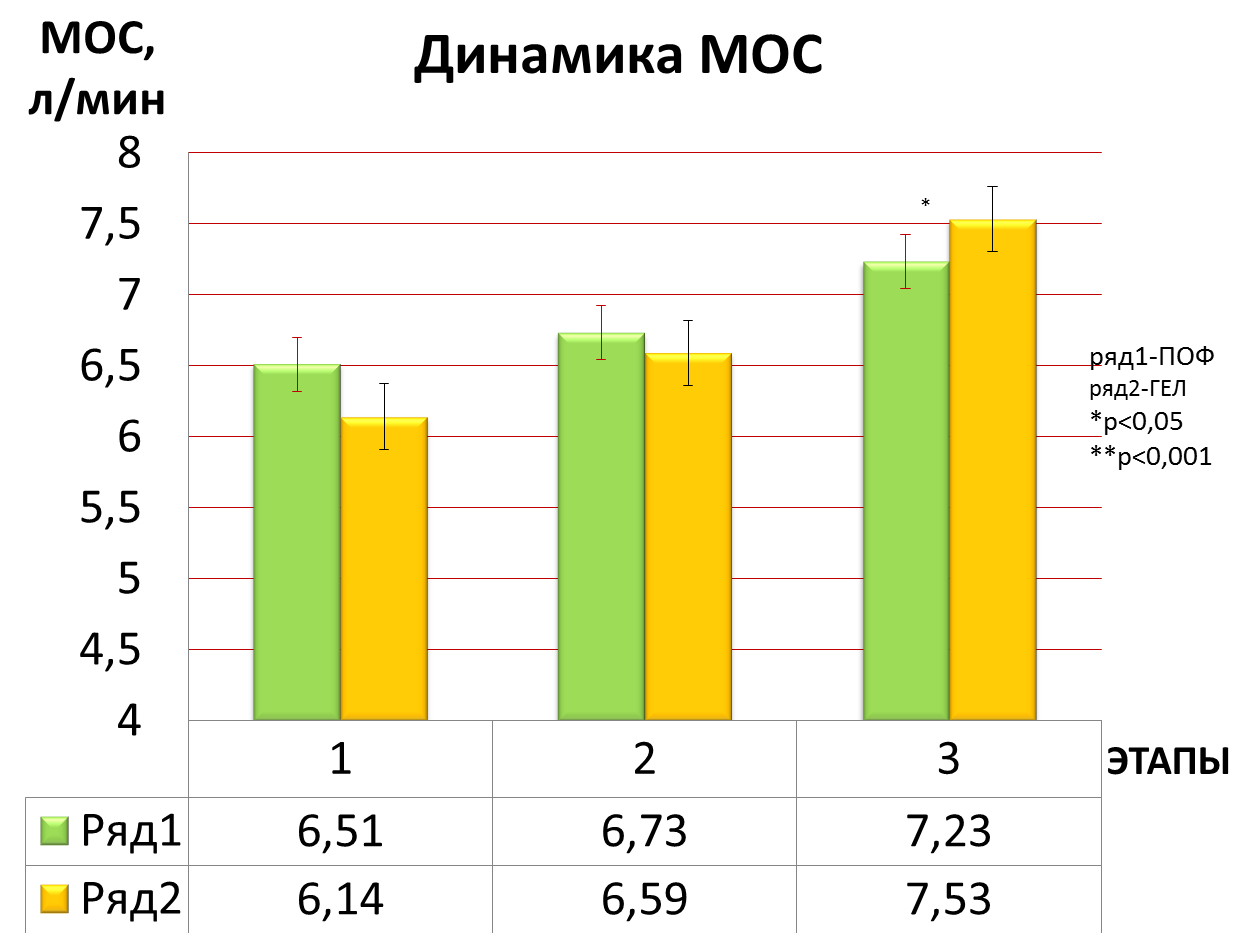 МОС,
л/мин
Динамика МОС
8
7,5
7
6,5
6
5,5
5
4,5
4
*
ряд1-ПОФ
ряд2-ГЕЛ
*p<0,05
**p<0,001
1 2 3 ЭТАПЫ
Ряд1 6,51 6,73 7,23
Ряд2 6,14 6,59 7,53